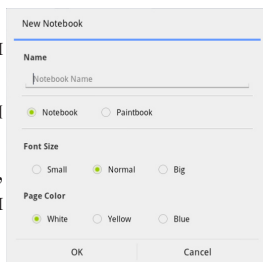 New Notebook
Name
Notebook Name
Notebook Paintbook
Font Size
Small Normal Big
Page Color
White Yellow Blue
OK Cancel